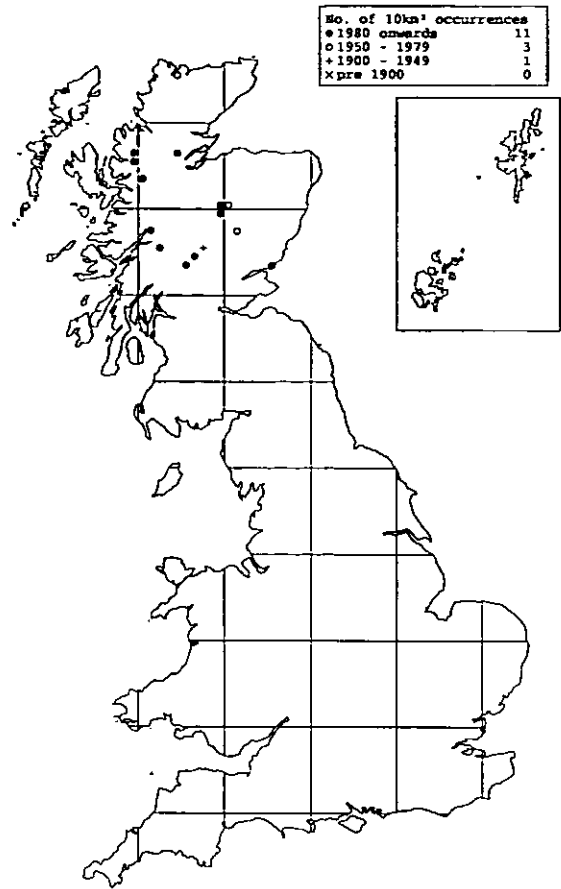 No. of 10km² occurrences
● 1980 onwards 11
○ 1950 - 1979 3
+ 1900 - 1949 1
× pre 1900 0